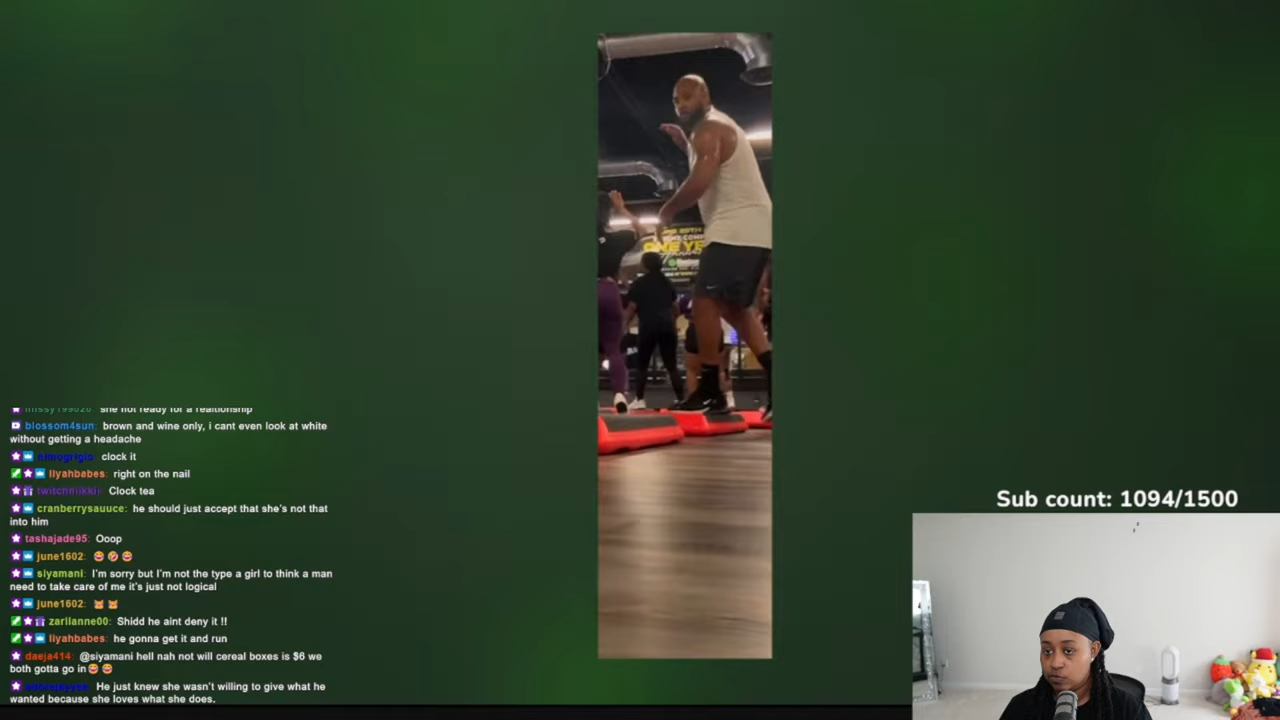 she not ready for a realtionship
blossom4sun: brown and wine only, i cant even look at white
without getting a headache
clock it
liyahbabes: right on the nail
twitchniikkii: Clock tea
cranberrysauuce: he should just accept that she's not that
into him
tashajade95: Ooop
june1602:
siyamani: I'm sorry but I'm not the type a girl to think a man
need to take care of me it's just not logical
june1602:
zarlianne00: Shidd he aint deny it !!
liyahbabes: he gonna get it and run
daeja414: @siyamani hell nah not will cereal boxes is $6 we
both gotta go in
He just knew she wasn't willing to give what he
wanted because she loves what she does.
Sub count: 1094/1500